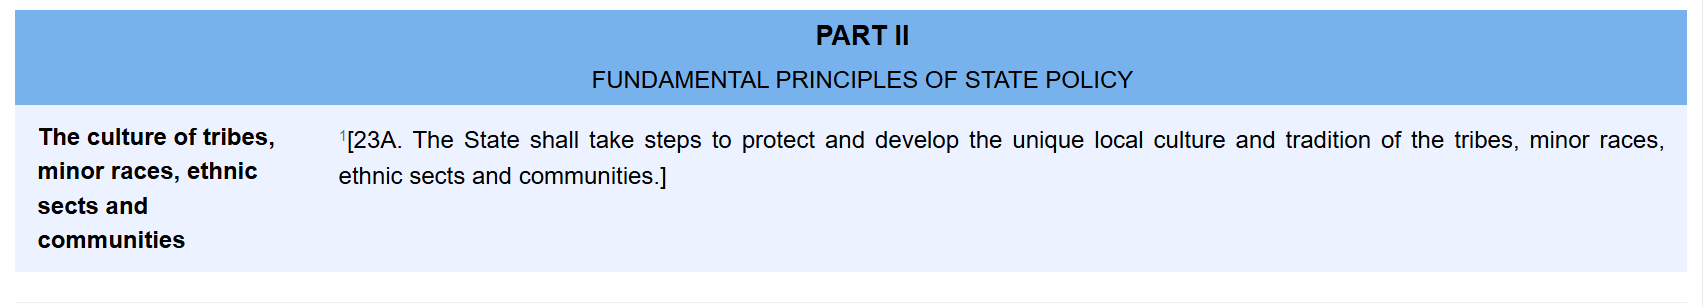 PART II
FUNDAMENTAL PRINCIPLES OF STATE POLICY
The culture of tribes,
minor races, ethnic
sects and
communities
1[23A. The State shall take steps to protect and develop the unique local culture and tradition of the tribes, minor races,
ethnic sects and communities.]